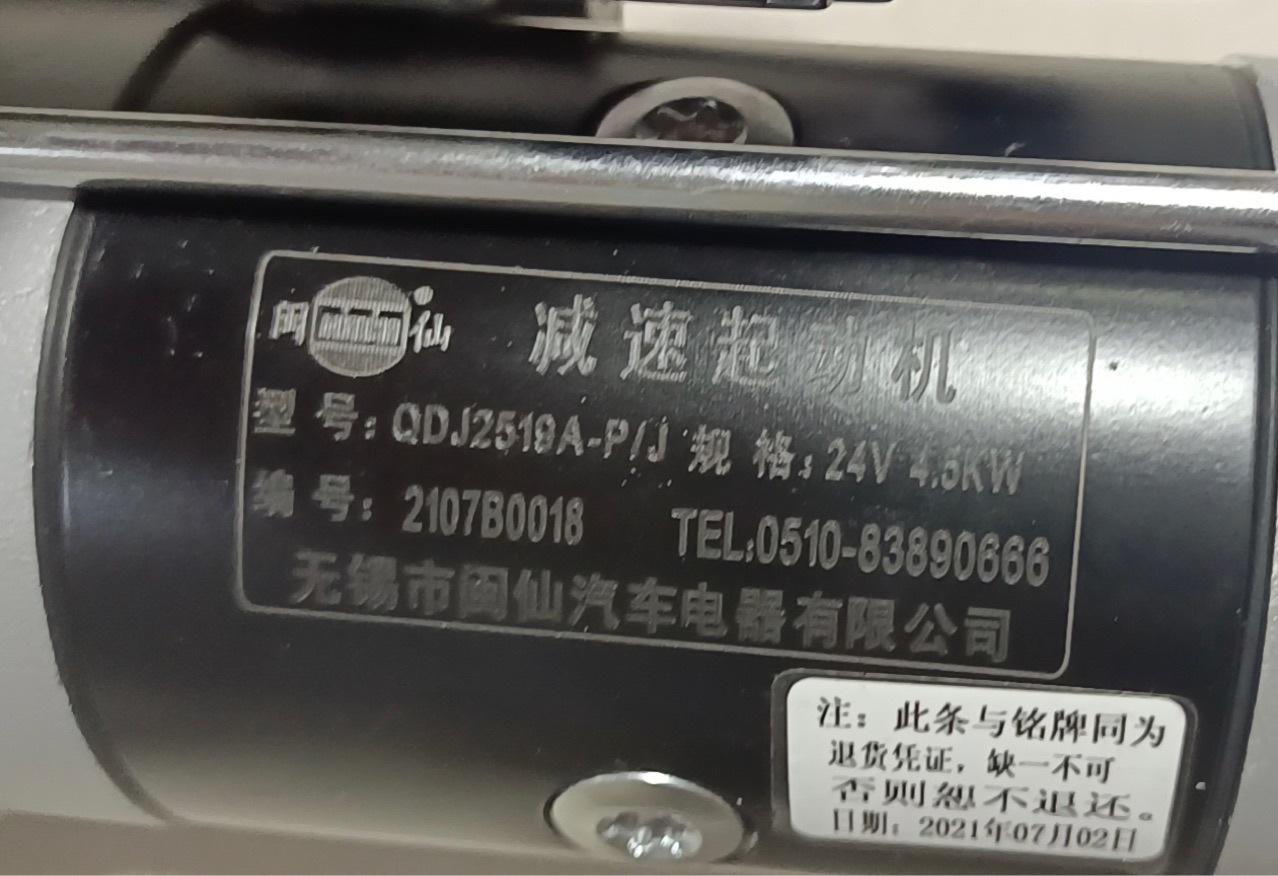 闽 仙 减速起动机
型 号: QDJ2519A-P/J 规 格: 24V 4.5KW
编 号: 2107B0018 TEL:0510-83890666
无锡市闽仙汽车电器有限公司
注: 此条与铭牌同为
退货凭证, 缺一不可
否则恕不退还。
日期: 2021年07月02日